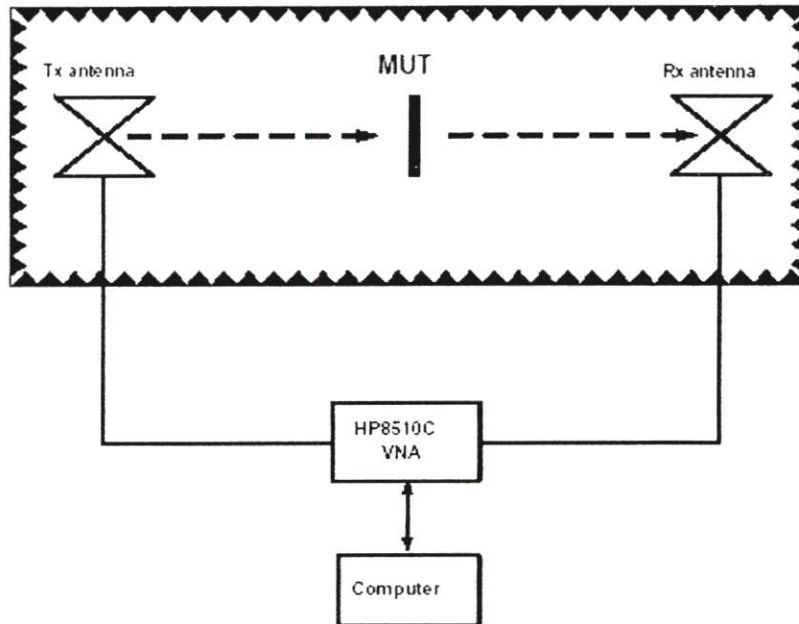 Tx antenna
MUT
Rx antenna
HP8510C
VNA
Computer